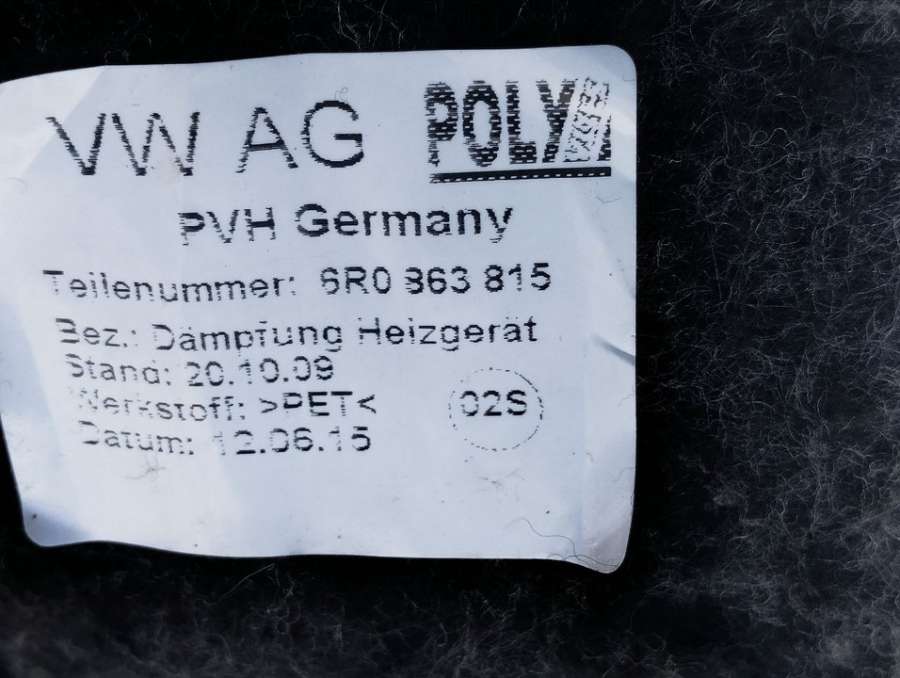 VW AG POLY
PVH Germany
Teilenummer: 6R0 863 815
Bez.: Dämpfung Heizgerät
Stand: 20.10.09
Werkstoff: >PET< 02S
Datum: 12.06.15